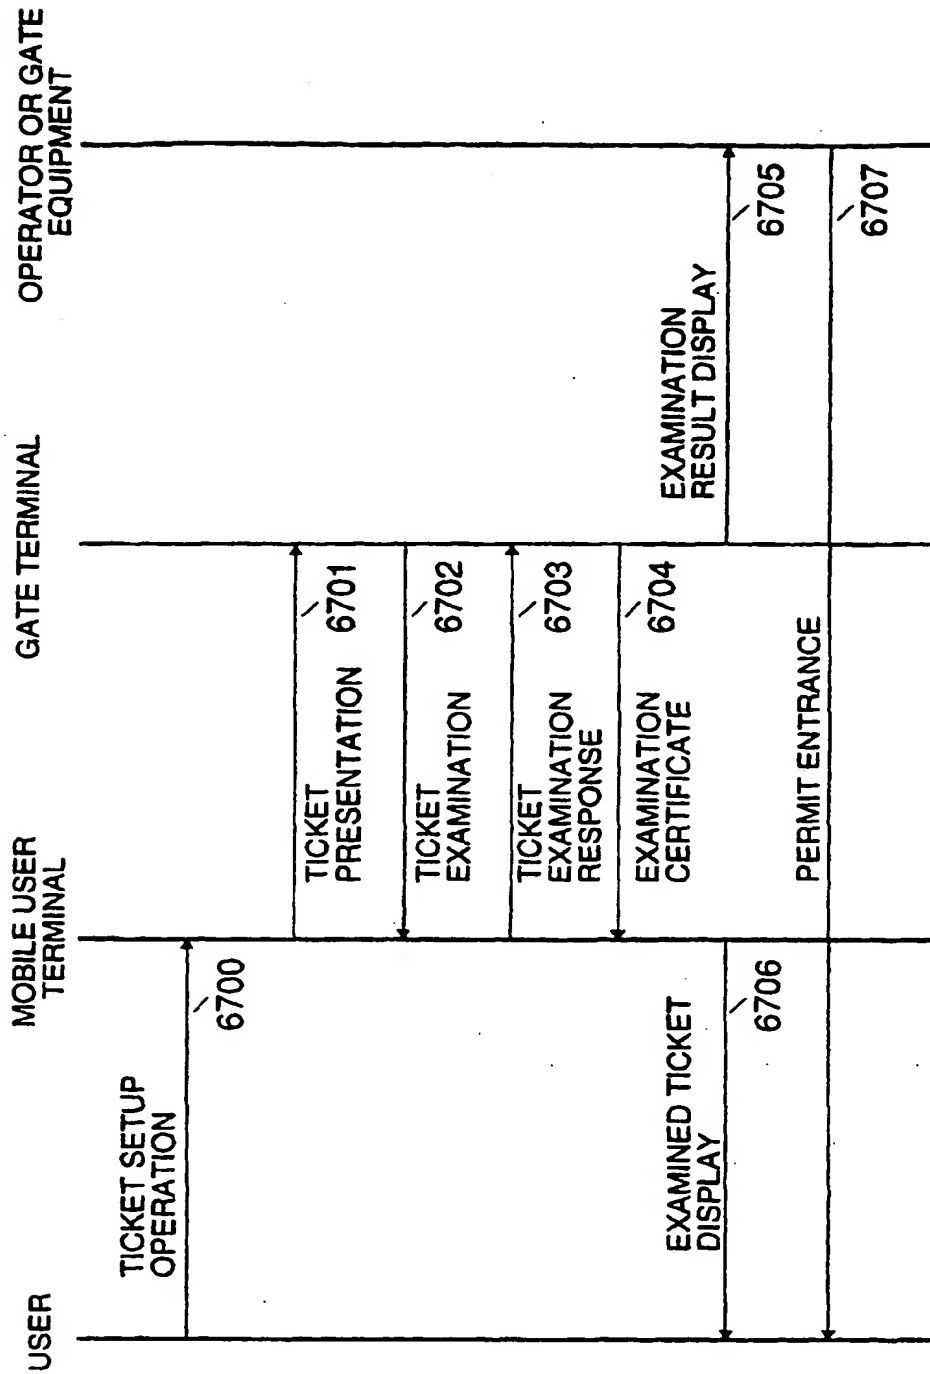 USER
MOBILE USER
TERMINAL
GATE TERMINAL
OPERATOR OR GATE
EQUIPMENT
TICKET SETUP
OPERATION
6700
TICKET
PRESENTATION
6701
TICKET
EXAMINATION
6702
TICKET
EXAMINATION
RESPONSE
6703
EXAMINATION
CERTIFICATE
6704
EXAMINATION
RESULT DISPLAY
6705
EXAMINED TICKET
DISPLAY
6706
PERMIT ENTRANCE
6707